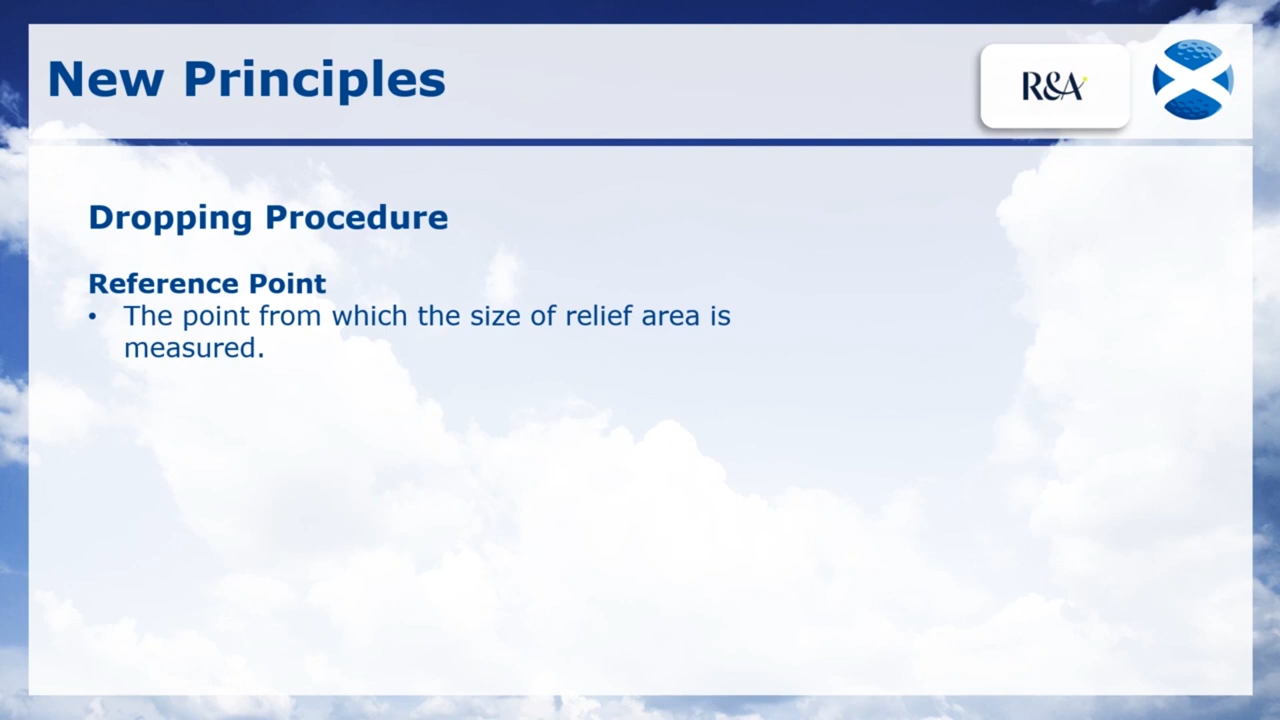 New Principles
R&A
Dropping Procedure
Reference Point
• The point from which the size of relief area is
measured.